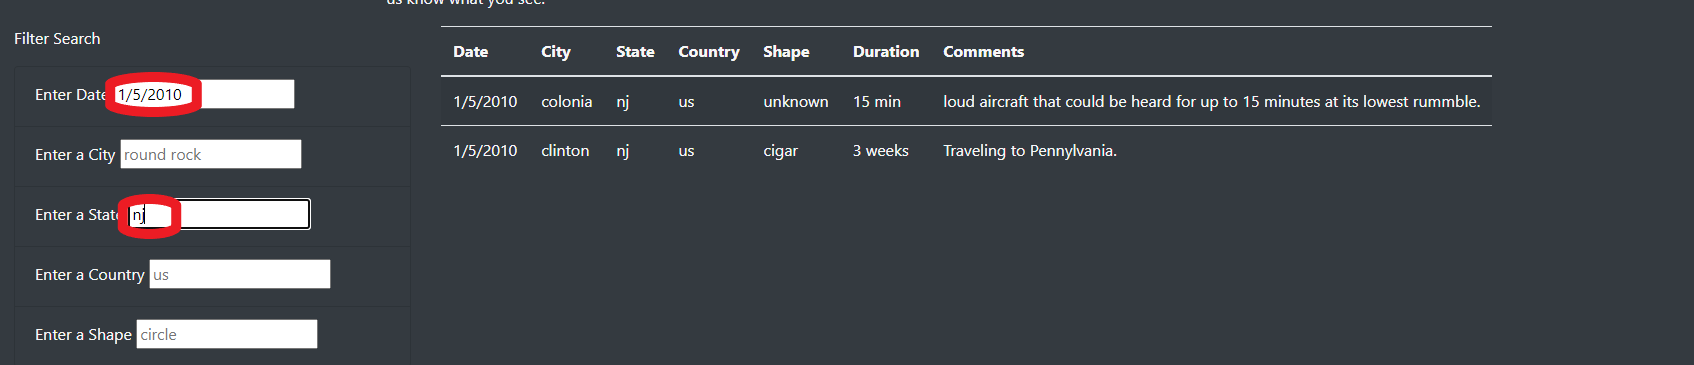 us know what you see.
Filter Search
Enter Date 1/5/2010
Enter a City round rock
Enter a State nj
Enter a Country us
Enter a Shape circle
Date City State Country Shape Duration Comments
1/5/2010 colonia nj us unknown 15 min loud aircraft that could be heard for up to 15 minutes at its lowest rummble.
1/5/2010 clinton nj us cigar 3 weeks Traveling to Pennylvania.